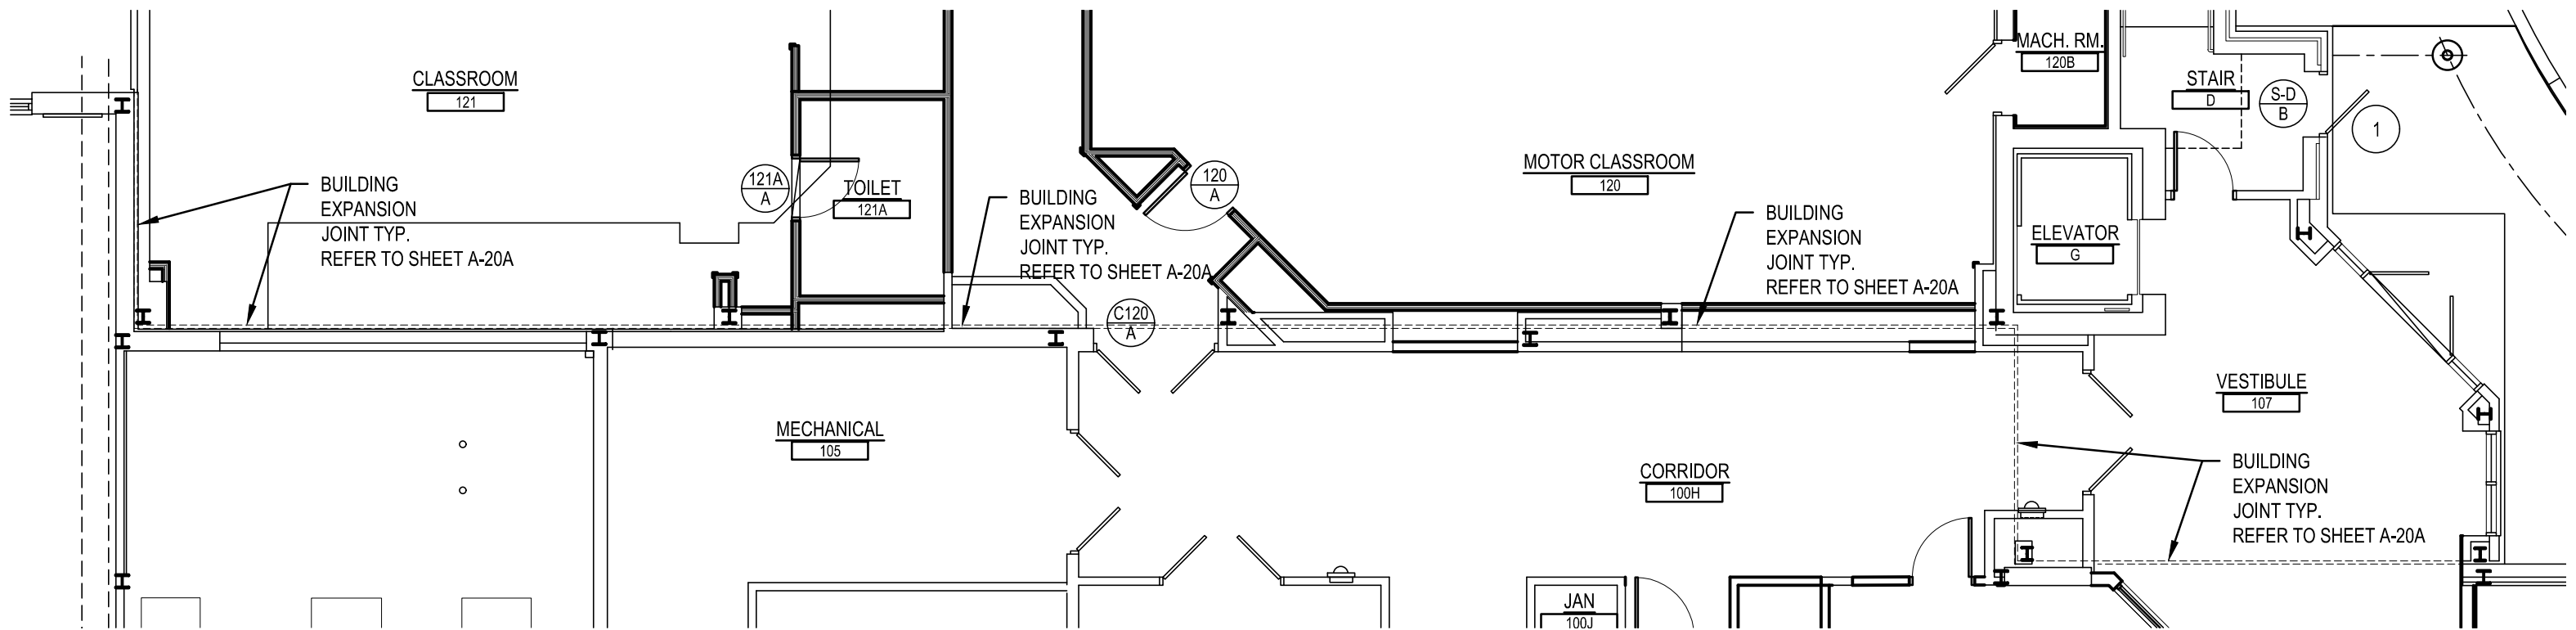 CLASSROOM
121
BUILDING
EXPANSION
JOINT TYP.
REFER TO SHEET A-20A
121A
A
TOILET
121A
BUILDING
EXPANSION
JOINT TYP.
REFER TO SHEET A-20A
120
A
C120
A
MOTOR CLASSROOM
120
BUILDING
EXPANSION
JOINT TYP.
REFER TO SHEET A-20A
MACH. RM.
120B
STAIR
D
S-D
B
1
ELEVATOR
G
VESTIBULE
107
MECHANICAL
105
CORRIDOR
100H
BUILDING
EXPANSION
JOINT TYP.
REFER TO SHEET A-20A
JAN
100J